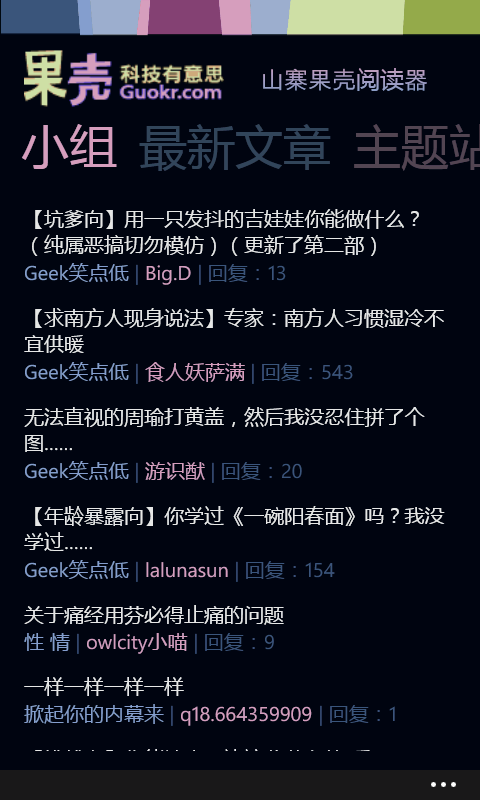 果壳 科技有意思
Guokr.com
山寨果壳阅读器
小组 最新文章 主题站
【坑爹向】用一只发抖的吉娃娃你能做什么？
（纯属恶搞切勿模仿）（更新了第二部）
Geek笑点低 | Big.D | 回复：13
【求南方人现身说法】专家：南方人习惯湿冷不
宜供暖
Geek笑点低 | 食人妖萨满 | 回复：543
无法直视的周瑜打黄盖，然后我没忍住拼了个
图……
Geek笑点低 | 游识猷 | 回复：20
【年龄暴露向】你学过《一碗阳春面》吗？我没
学过……
Geek笑点低 | lalunasun | 回复：154
关于痛经用芬必得止痛的问题
性 情 | owlcity小喵 | 回复：9
一样一样一样一样
掀起你的内幕来 | q18.664359909 | 回复：1